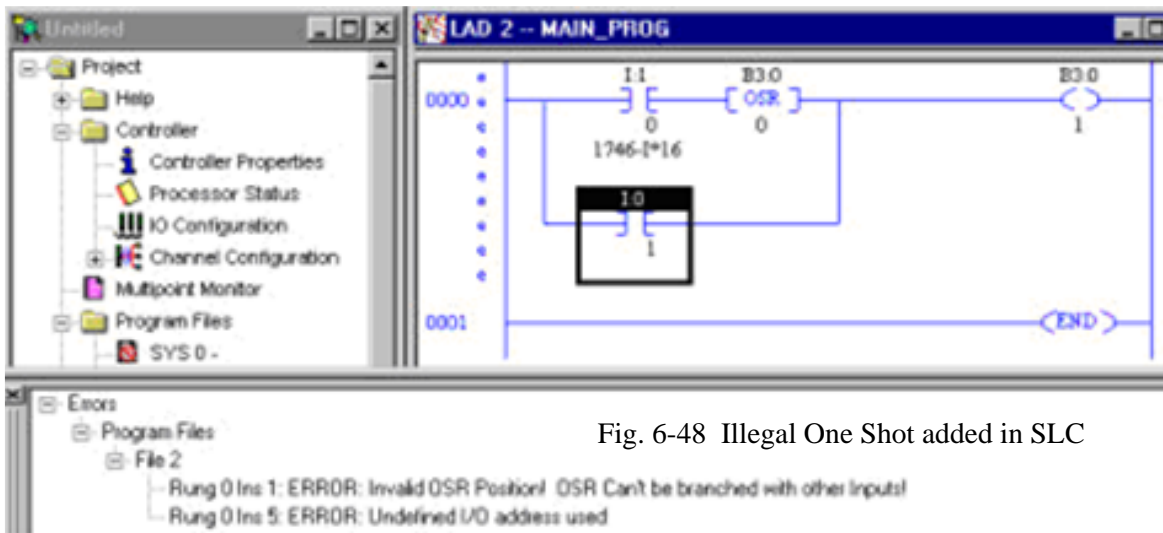 Untitled
LAD 2 -- MAIN_PROG
Project
Help
Controller
Controller Properties
Processor Status
IO Configuration
Channel Configuration
Multipoint Monitor
Program Files
SYS 0 -
0000
I:1
B3:0
B3:0
OSR
0
0
1
1746-I*16
I:0
1
0001
END
Fig. 6-48 Illegal One Shot added in SLC
Errors
Program Files
File 2
Rung 0 Ins 1: ERROR: Invalid OSR Position! OSR Can't be branched with other Inputs!
Rung 0 Ins 5: ERROR: Undefined I/O address used